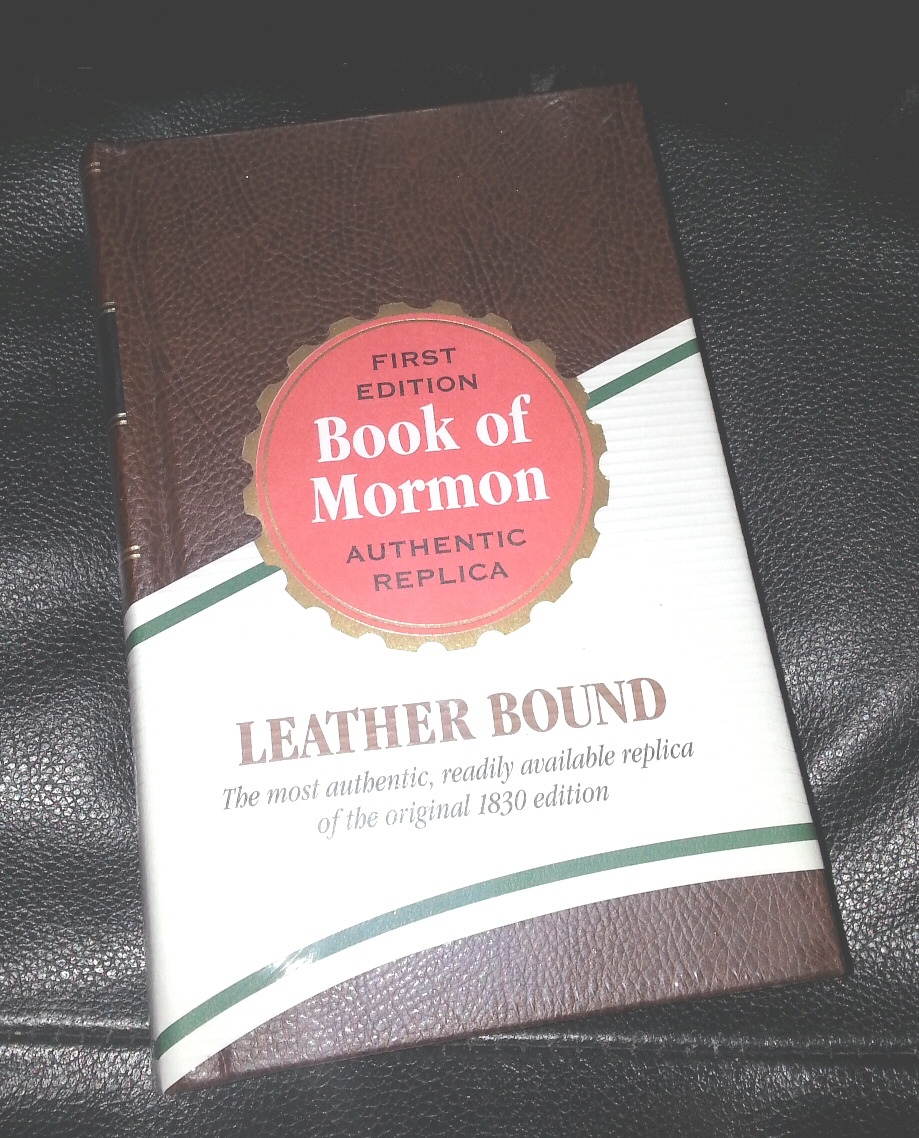 FIRST
EDITION
Book of
Mormon
AUTHENTIC
REPLICA
LEATHER BOUND
The most authentic, readily available replica
of the original 1830 edition